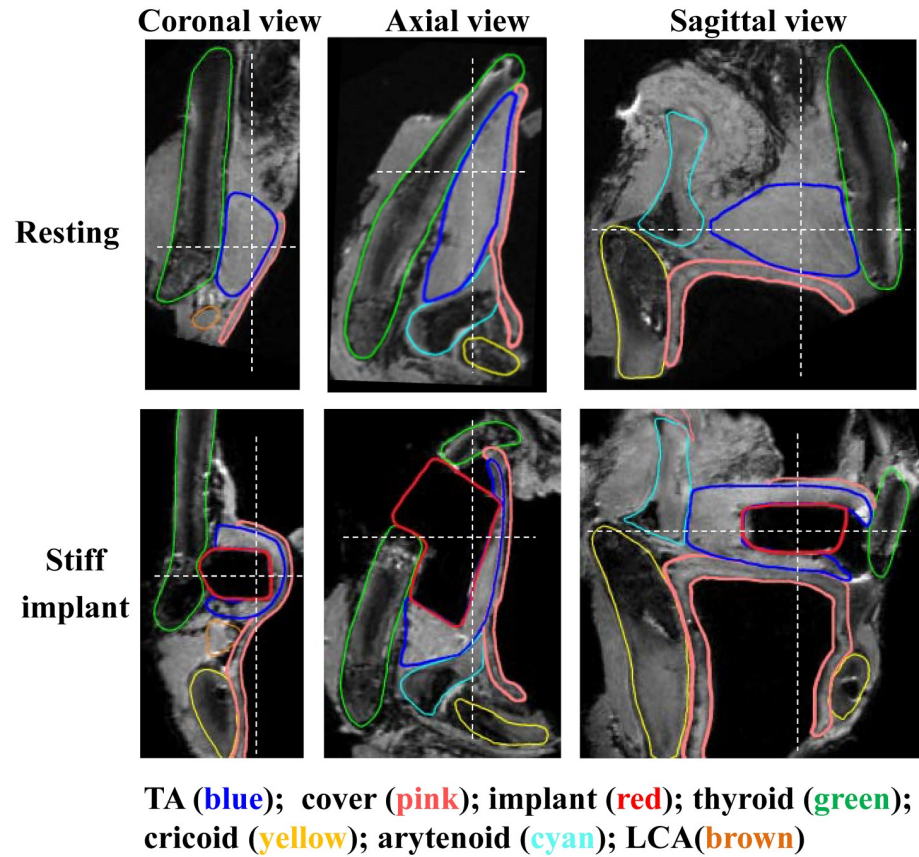 Coronal view Axial view Sagittal view
Resting
Stiff
implant
TA (blue); cover (pink); implant (red); thyroid (green);
cricoid (yellow); arytenoid (cyan); LCA(brown)